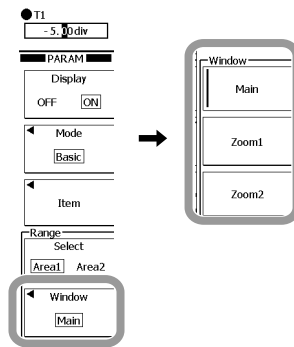 T1
-5.00div
PARAM
Display
OFF ON
Mode
Basic
Item
Range
Select
Area1 Area2
Window
Main
Window
Main
Zoom1
Zoom2